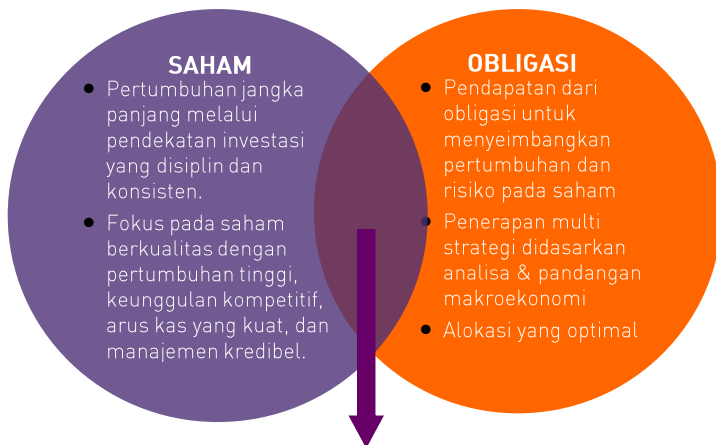 SAHAM
• Pertumbuhan jangka
panjang melalui
pendekatan investasi
yang disiplin dan
konsisten.
• Fokus pada saham
berkualitas dengan
pertumbuhan tinggi,
keunggulan kompetitif,
arus kas yang kuat, dan
manajemen kredibel.
OBLIGASI
• Pendapatan dari
obligasi untuk
menyeimbangkan
pertumbuhan dan
risiko pada saham
• Penerapan multi
strategi didasarkan
analisa & pandangan
makroekonomi
• Alokasi yang optimal